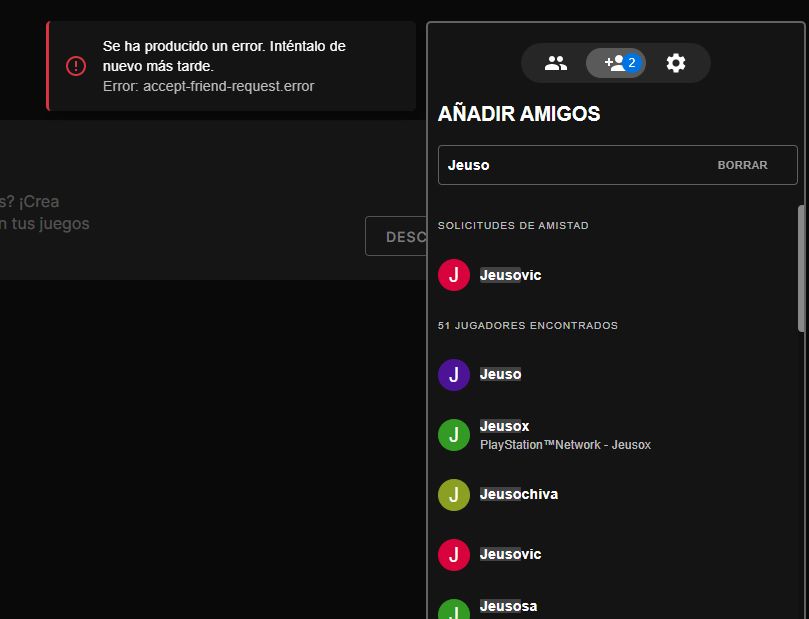 Se ha producido un error. Inténtalo de
nuevo más tarde.
Error: accept-friend-request.error
s? ¡Crea
n tus juegos
DESC
2
AÑADIR AMIGOS
Jeuso
BORRAR
SOLICITUDES DE AMISTAD
J
Jeusovic
51 JUGADORES ENCONTRADOS
J
Jeuso
J
Jeusox
PlayStation™Network - Jeusox
J
Jeusochiva
J
Jeusovic
J
Jeusosa